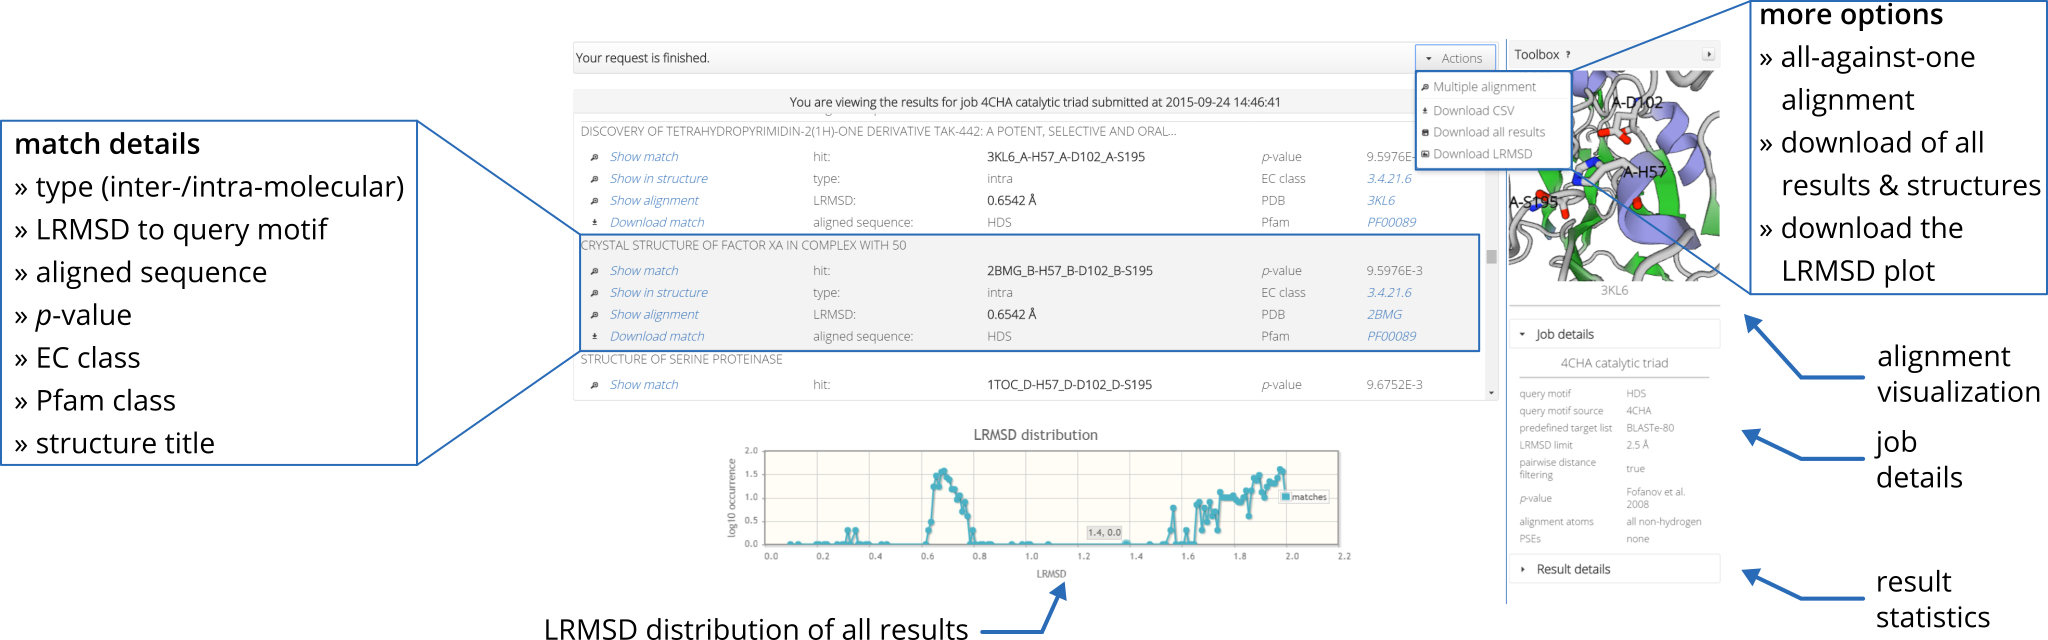 match details
» type (inter-/intra-molecular)
» LRMSD to query motif
» aligned sequence
» p-value
» EC class
» Pfam class
» structure title
Your request is finished.
Actions
Multiple alignment
Download CSV
Download all results
Download LRMSD
You are viewing the results for job 4CHA catalytic triad submitted at 2015-09-24 14:46:41
DISCOVERY OF TETRAHYDROPYRIMIDIN-2(1H)-ONE DERIVATIVE TAK-442: A POTENT, SELECTIVE AND ORAL...
Show match hit: 3KL6_A-H57_A-D102_A-S195 p-value 9.5976E-
Show in structure type: intra EC class 3.4.21.6
Show alignment LRMSD: 0.6542 Å PDB 3KL6
Download match aligned sequence: HDS Pfam PF00089
CRYSTAL STRUCTURE OF FACTOR XA IN COMPLEX WITH 50
Show match hit: 2BMG_B-H57_B-D102_B-S195 p-value 9.5976E-3
Show in structure type: intra EC class 3.4.21.6
Show alignment LRMSD: 0.6542 Å PDB 2BMG
Download match aligned sequence: HDS Pfam PF00089
STRUCTURE OF SERINE PROTEINASE
Show match hit: 1TOC_D-H57_D-D102_D-S195 p-value 9.6752E-3
LRMSD distribution
log10 occurrence
2.0
1.5
1.0
0.5
0.0
matches
1.4, 0.0
0.0 0.2 0.4 0.6 0.8 1.0 1.2 1.4 1.6 1.8 2.0 2.2
LRMSD
LRMSD distribution of all results
Toolbox ?
A-D102
A-H57
A-S195
3KL6
Job details
4CHA catalytic triad
query motif HDS
query motif source 4CHA
predefined target list BLASTe-80
LRMSD limit 2.5 Å
pairwise distance
filtering true
p-value Fofanov et al.
2008
alignment atoms all non-hydrogen
PSEs none
Result details
more options
» all-against-one
alignment
» download of all
results & structures
» download the
LRMSD plot
alignment
visualization
job
details
result
statistics